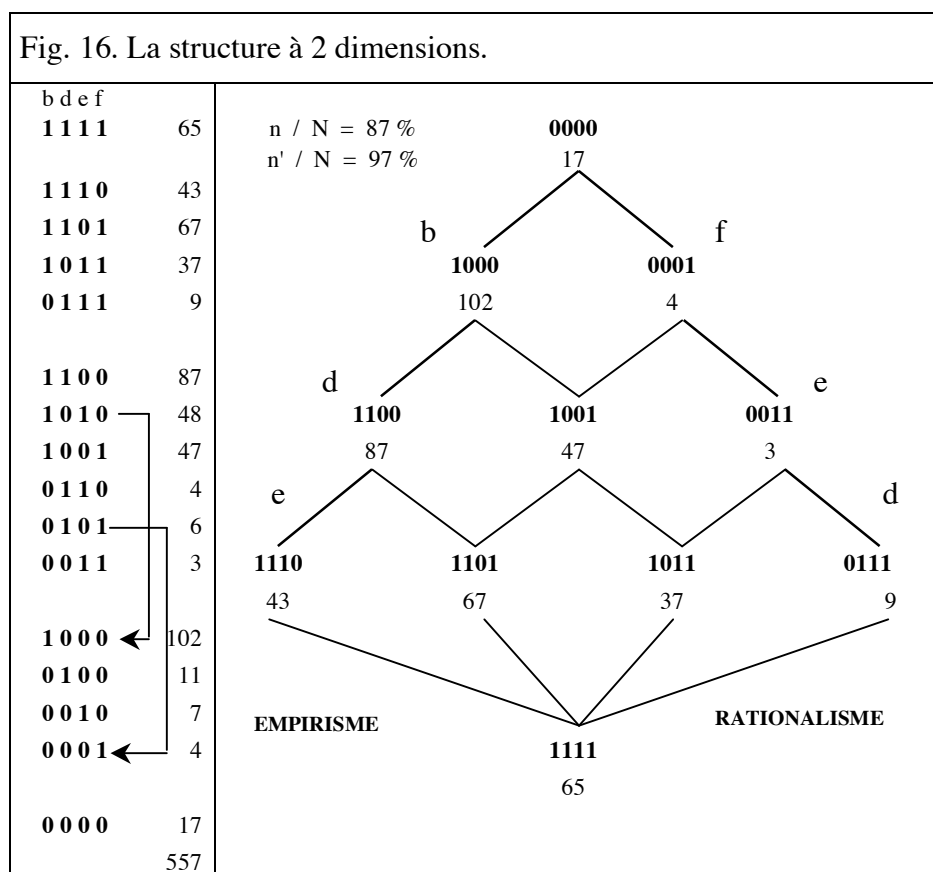 Fig. 16. La structure à 2 dimensions.
b d e f
1 1 1 1 65
1 1 1 0 43
1 1 0 1 67
1 0 1 1 37
0 1 1 1 9
1 1 0 0 87
1 0 1 0 48
1 0 0 1 47
0 1 1 0 4
0 1 0 1 6
0 0 1 1 3
1 0 0 0 102
0 1 0 0 11
0 0 1 0 7
0 0 0 1 4
0 0 0 0 17
557
n / N = 87 %
n' / N = 97 %
0000
17
b f
1000 0001
102 4
d e
1100 1001 0011
87 47 3
e d
1110 1101 1011 0111
43 67 37 9
EMPIRISME RATIONALISME
1111
65